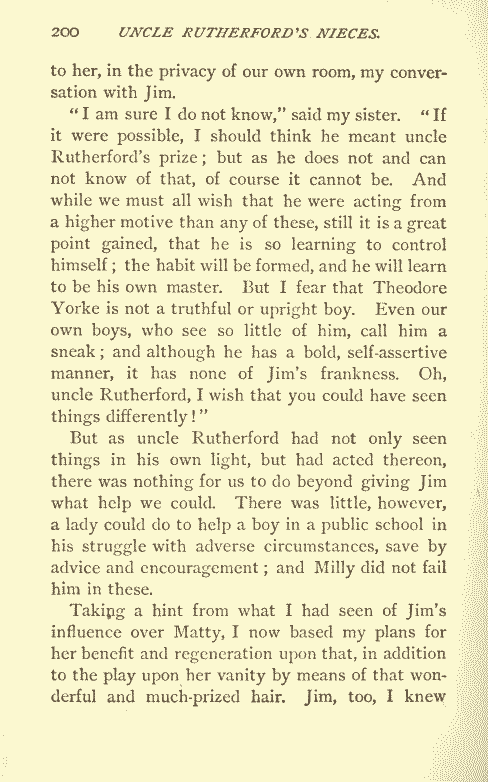 200 UNCLE RUTHERFORD'S NIECES.
to her, in the privacy of our own room, my conver-
sation with Jim.
“ I am sure I do not know,” said my sister. “ If
it were possible, I should think he meant uncle
Rutherford's prize ; but as he does not and can
not know of that, of course it cannot be. And
while we must all wish that he were acting from
a higher motive than any of these, still it is a great
point gained, that he is so learning to control
himself ; the habit will be formed, and he will learn
to be his own master. But I fear that Theodore
Yorke is not a truthful or upright boy. Even our
own boys, who see so little of him, call him a
sneak ; and although he has a bold, self-assertive
manner, it has none of Jim's frankness. Oh,
uncle Rutherford, I wish that you could have seen
things differently ! ”
But as uncle Rutherford had not only seen
things in his own light, but had acted thereon,
there was nothing for us to do beyond giving Jim
what help we could. There was little, however,
a lady could do to help a boy in a public school in
his struggle with adverse circumstances, save by
advice and encouragement ; and Milly did not fail
him in these.
Taking a hint from what I had seen of Jim's
influence over Matty, I now based my plans for
her benefit and regeneration upon that, in addition
to the play upon her vanity by means of that won-
derful and much-prized hair. Jim, too, I knew